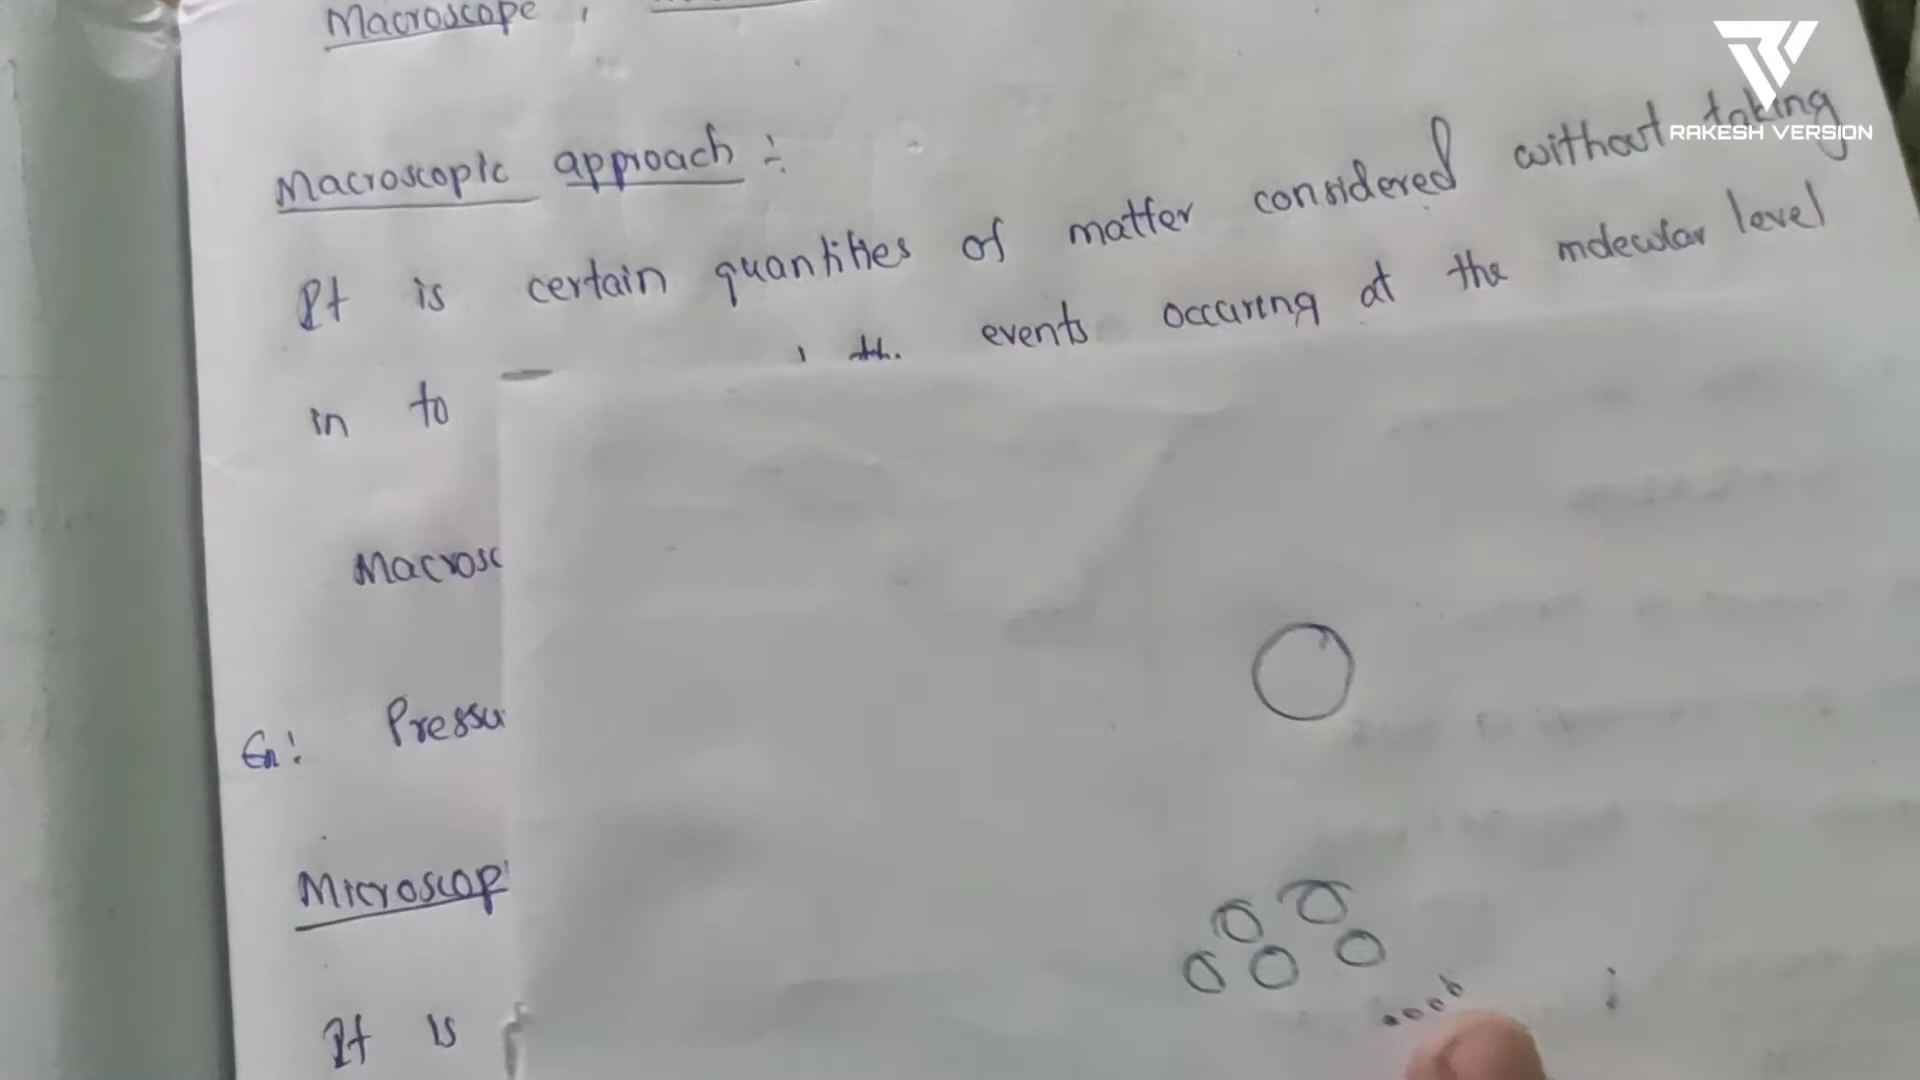 Macroscope ,
RAKESH VERSION
Macroscopic approach :-
It is certain quantities of matter considered without taking
in to events occuring at the molecular level
Macrosc
Ex: Pressu
Microscop
It is